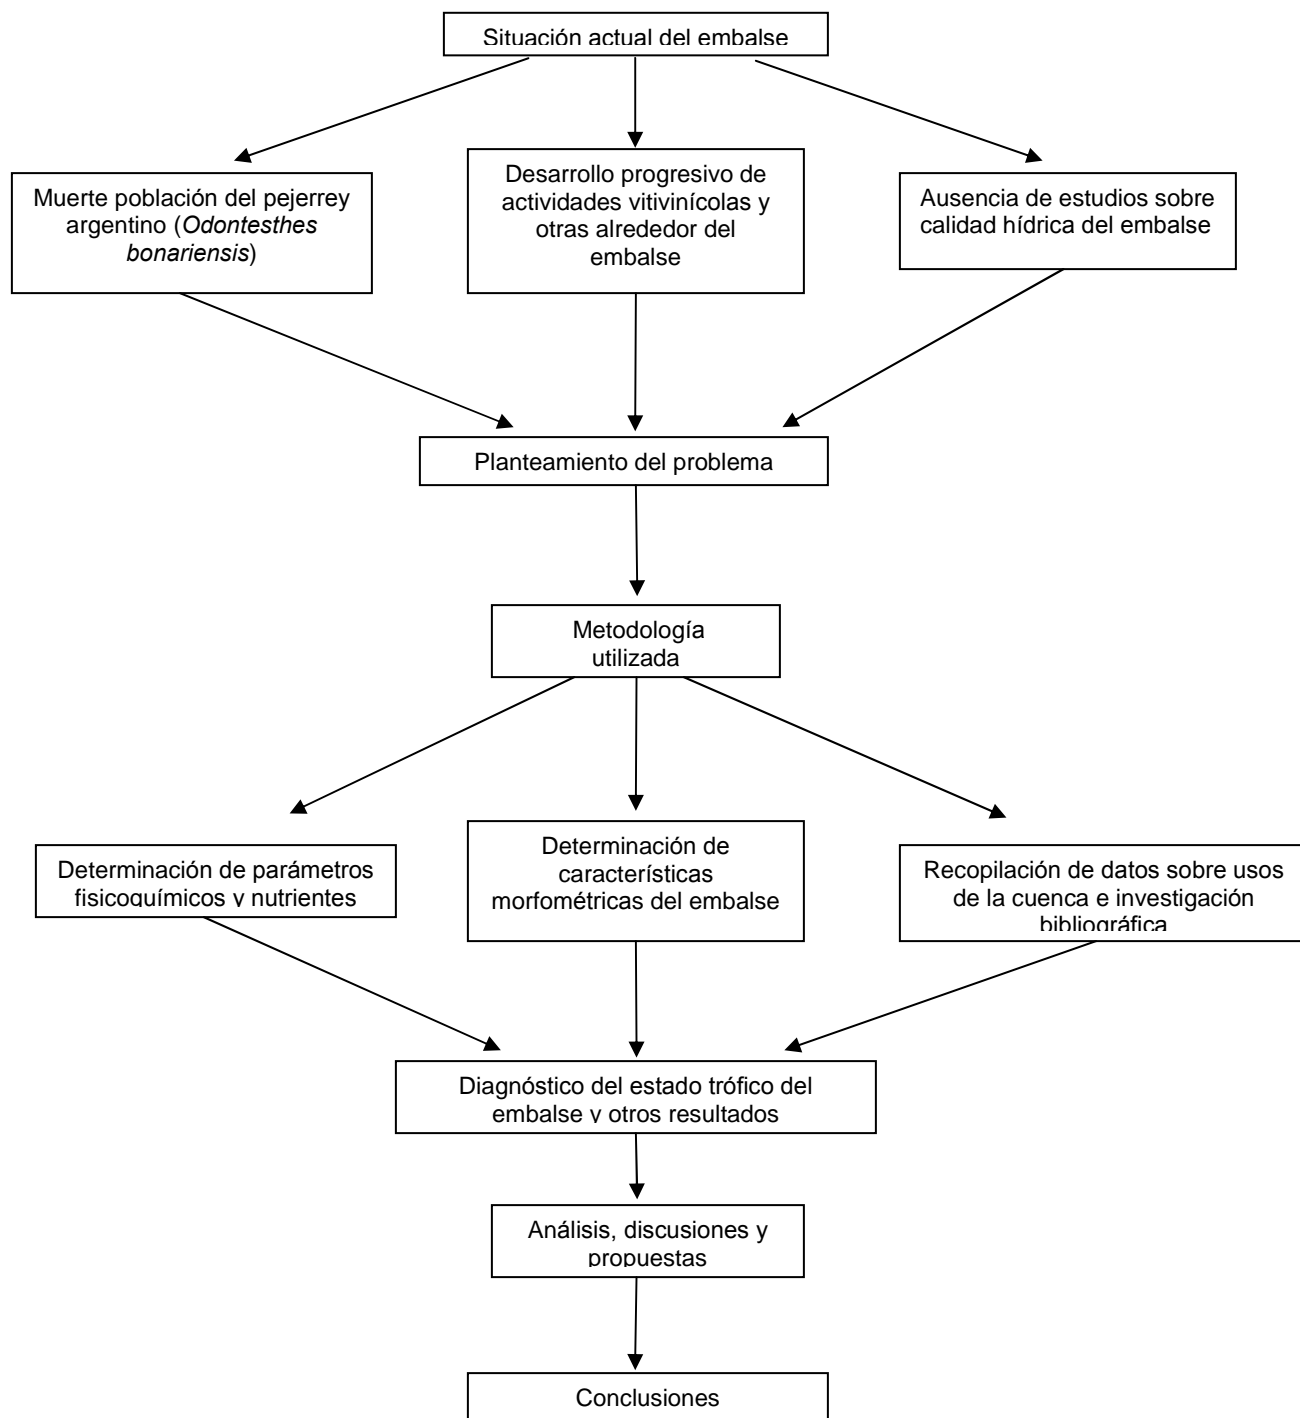 Situación actual del embalse
Muerte población del pejerrey
argentino (Odontesthes
bonariensis)
Desarrollo progresivo de
actividades vitivinícolas y
otras alrededor del
embalse
Ausencia de estudios sobre
calidad hídrica del embalse
Planteamiento del problema
Metodología
utilizada
Determinación de parámetros
fisicoquímicos y nutrientes
Determinación de
características
morfométricas del embalse
Recopilación de datos sobre usos
de la cuenca e investigación
bibliográfica
Diagnóstico del estado trófico del
embalse y otros resultados
Análisis, discusiones y
propuestas
Conclusiones